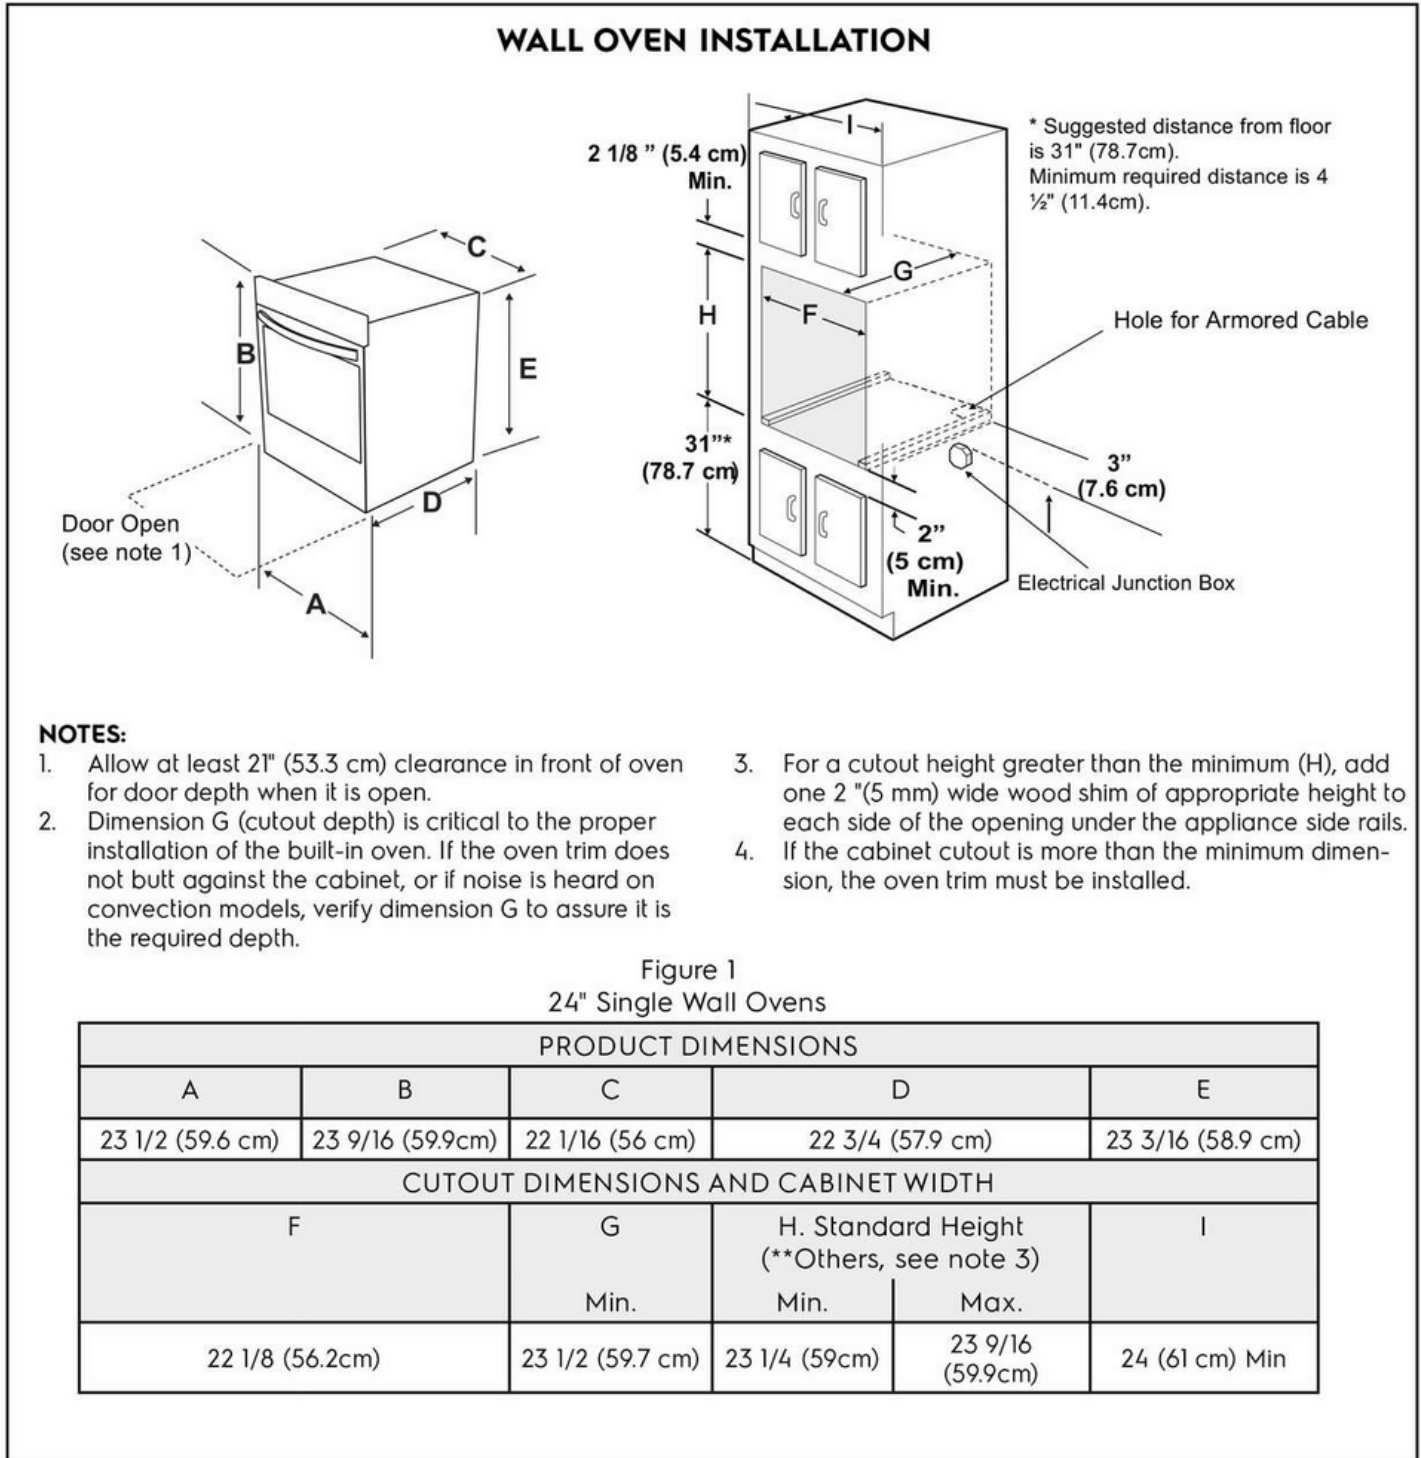 WALL OVEN INSTALLATION
2 1/8 ” (5.4 cm)
Min.
I
* Suggested distance from floor
is 31" (78.7cm).
Minimum required distance is 4
½" (11.4cm).
C
G
H
F
Hole for Armored Cable
B
E
31”*
(78.7 cm)
3”
(7.6 cm)
D
Door Open
(see note 1)
2”
(5 cm)
Min.
Electrical Junction Box
A
NOTES:
1. Allow at least 21" (53.3 cm) clearance in front of oven
for door depth when it is open.
2. Dimension G (cutout depth) is critical to the proper
installation of the built-in oven. If the oven trim does
not butt against the cabinet, or if noise is heard on
convection models, verify dimension G to assure it is
the required depth.
3. For a cutout height greater than the minimum (H), add
one 2 "(5 mm) wide wood shim of appropriate height to
each side of the opening under the appliance side rails.
4. If the cabinet cutout is more than the minimum dimen-
sion, the oven trim must be installed.
Figure 1
24" Single Wall Ovens
PRODUCT DIMENSIONS
A B C D E
23 1/2 (59.6 cm) 23 9/16 (59.9cm) 22 1/16 (56 cm) 22 3/4 (57.9 cm) 23 3/16 (58.9 cm)
CUTOUT DIMENSIONS AND CABINET WIDTH
F G H. Standard Height I
(**Others, see note 3)
Min. Min. Max.
22 1/8 (56.2cm) 23 1/2 (59.7 cm) 23 1/4 (59cm) 23 9/16 24 (61 cm) Min
(59.9cm)